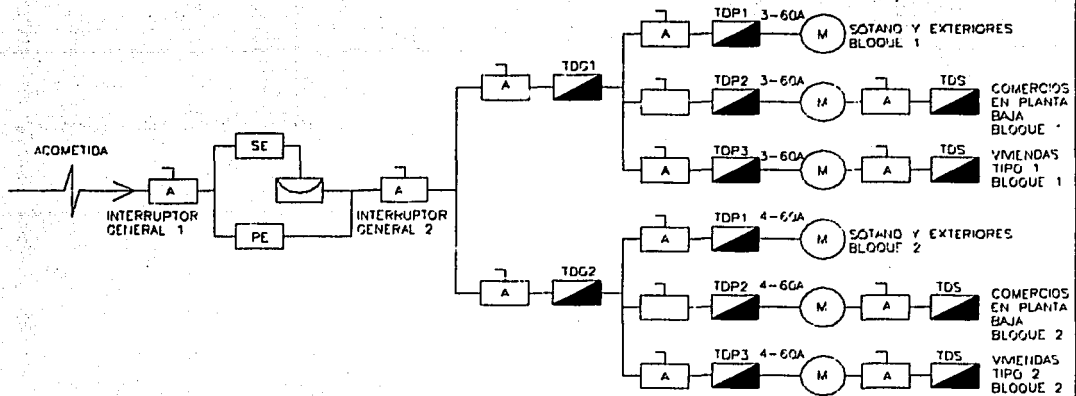 ACOMETIDA
A
INTERRUPTOR
GENERAL 1
SE
PE
A
INTERRUPTOR
GENERAL 2
A
TDG1
A
TDP1 3-60A
M
SOTANO Y EXTERIORES
BLOQUE 1
TDP2 3-60A
M
A
TDS
COMERCIOS
EN PLANTA
BAJA
BLOQUE 1
A
TDP3 3-60A
M
A
TDS
VIVIENDAS
TIPO 1
BLOQUE 1
A
TDG2
A
TDP1 4-60A
M
SOTANO Y EXTERIORES
BLOQUE 2
TDP2 4-60A
M
A
TDS
COMERCIOS
EN PLANTA
BAJA
BLOQUE 2
A
TDP3 4-60A
M
A
TDS
VIVIENDAS
TIPO 2
BLOQUE 2